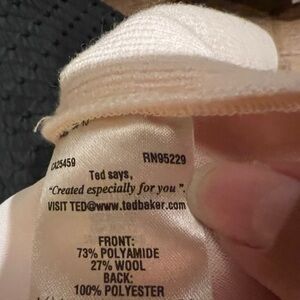 CA25459 RN95229
Ted says,
"Created especially for you".
VISIT TED@www.tedbaker.com
FRONT:
73% POLYAMIDE
27% WOOL
BACK:
100% POLYESTER